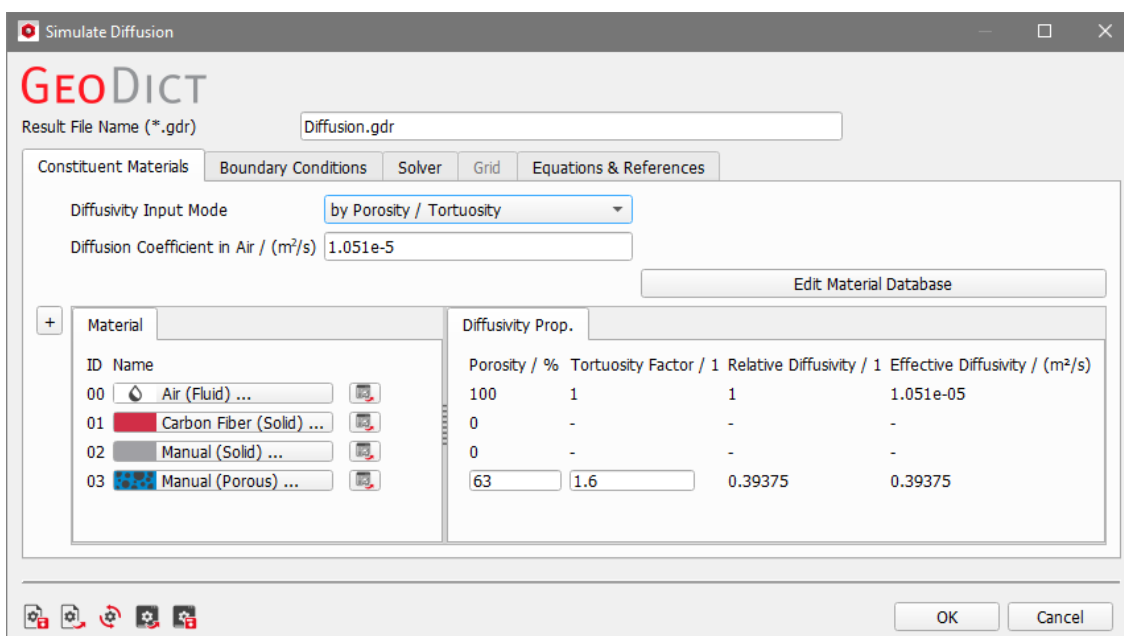 Simulate Diffusion
GEODICT
Result File Name (*.gdr) Diffusion.gdr
Constituent Materials Boundary Conditions Solver Grid Equations & References
Diffusivity Input Mode by Porosity / Tortuosity
Diffusion Coefficient in Air / (m²/s) 1.051e-5
Edit Material Database
+ Material Diffusivity Prop.
ID Name Porosity / % Tortuosity Factor / 1 Relative Diffusivity / 1 Effective Diffusivity / (m²/s)
00 Air (Fluid) ... 100 1 1 1.051e-05
01 Carbon Fiber (Solid) ... 0 - - -
02 Manual (Solid) ... 0 - - -
03 Manual (Porous) ... 63 1.6 0.39375 0.39375
OK Cancel